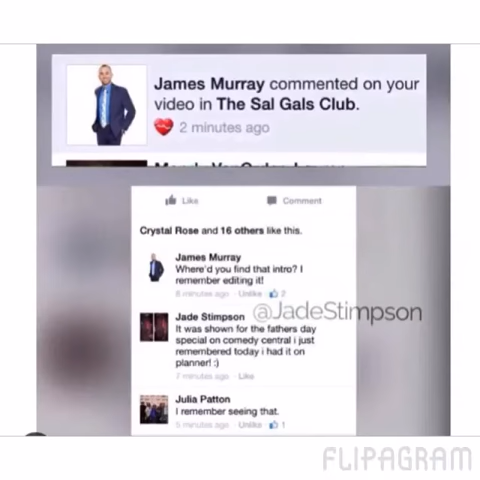 James Murray commented on your
video in The Sal Gals Club.
2 minutes ago
Like Comment
Crystal Rose and 16 others like this.
James Murray
Where'd you find that intro? I
remember editing it!
6 minutes ago · Unlike 2
@JadeStimpson
Jade Stimpson
It was shown for the fathers day
special on comedy central i just
remembered today i had it on
planner! :)
7 minutes ago · Like
Julia Patton
I remember seeing that.
5 minutes ago · Unlike 1
FLIPAGRAM